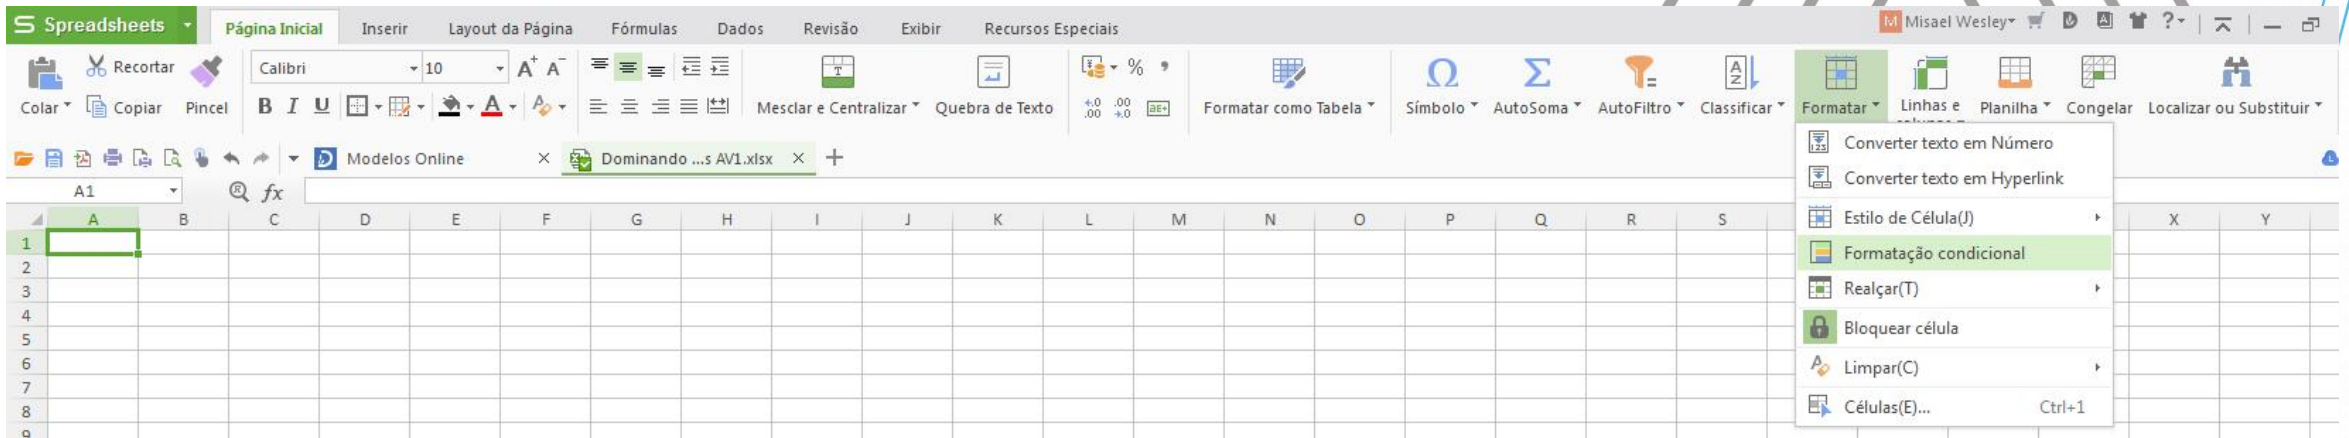 Spreadsheets Página Inicial Inserir Layout da Página Fórmulas Dados Revisão Exibir Recursos Especiais M Misael Wesley
Recortar Calibri 10
Colar Copiar Pincel Mesclar e Centralizar Quebra de Texto Formatar como Tabela Símbolo AutoSoma AutoFiltro Classificar Formatar Linhas e Planilha Congelar Localizar ou Substituir
Modelos Online Dominando ...s AV1.xlsx
A1 fx
A B C D E F G H I J K L M N O P Q R S X Y
1
2
3
4
5
6
7
8
9
Converter texto em Número
Converter texto em Hyperlink
Estilo de Célula(J)
Formatação condicional
Realçar(T)
Bloquear célula
Limpar(C)
Células(E)... Ctrl+1